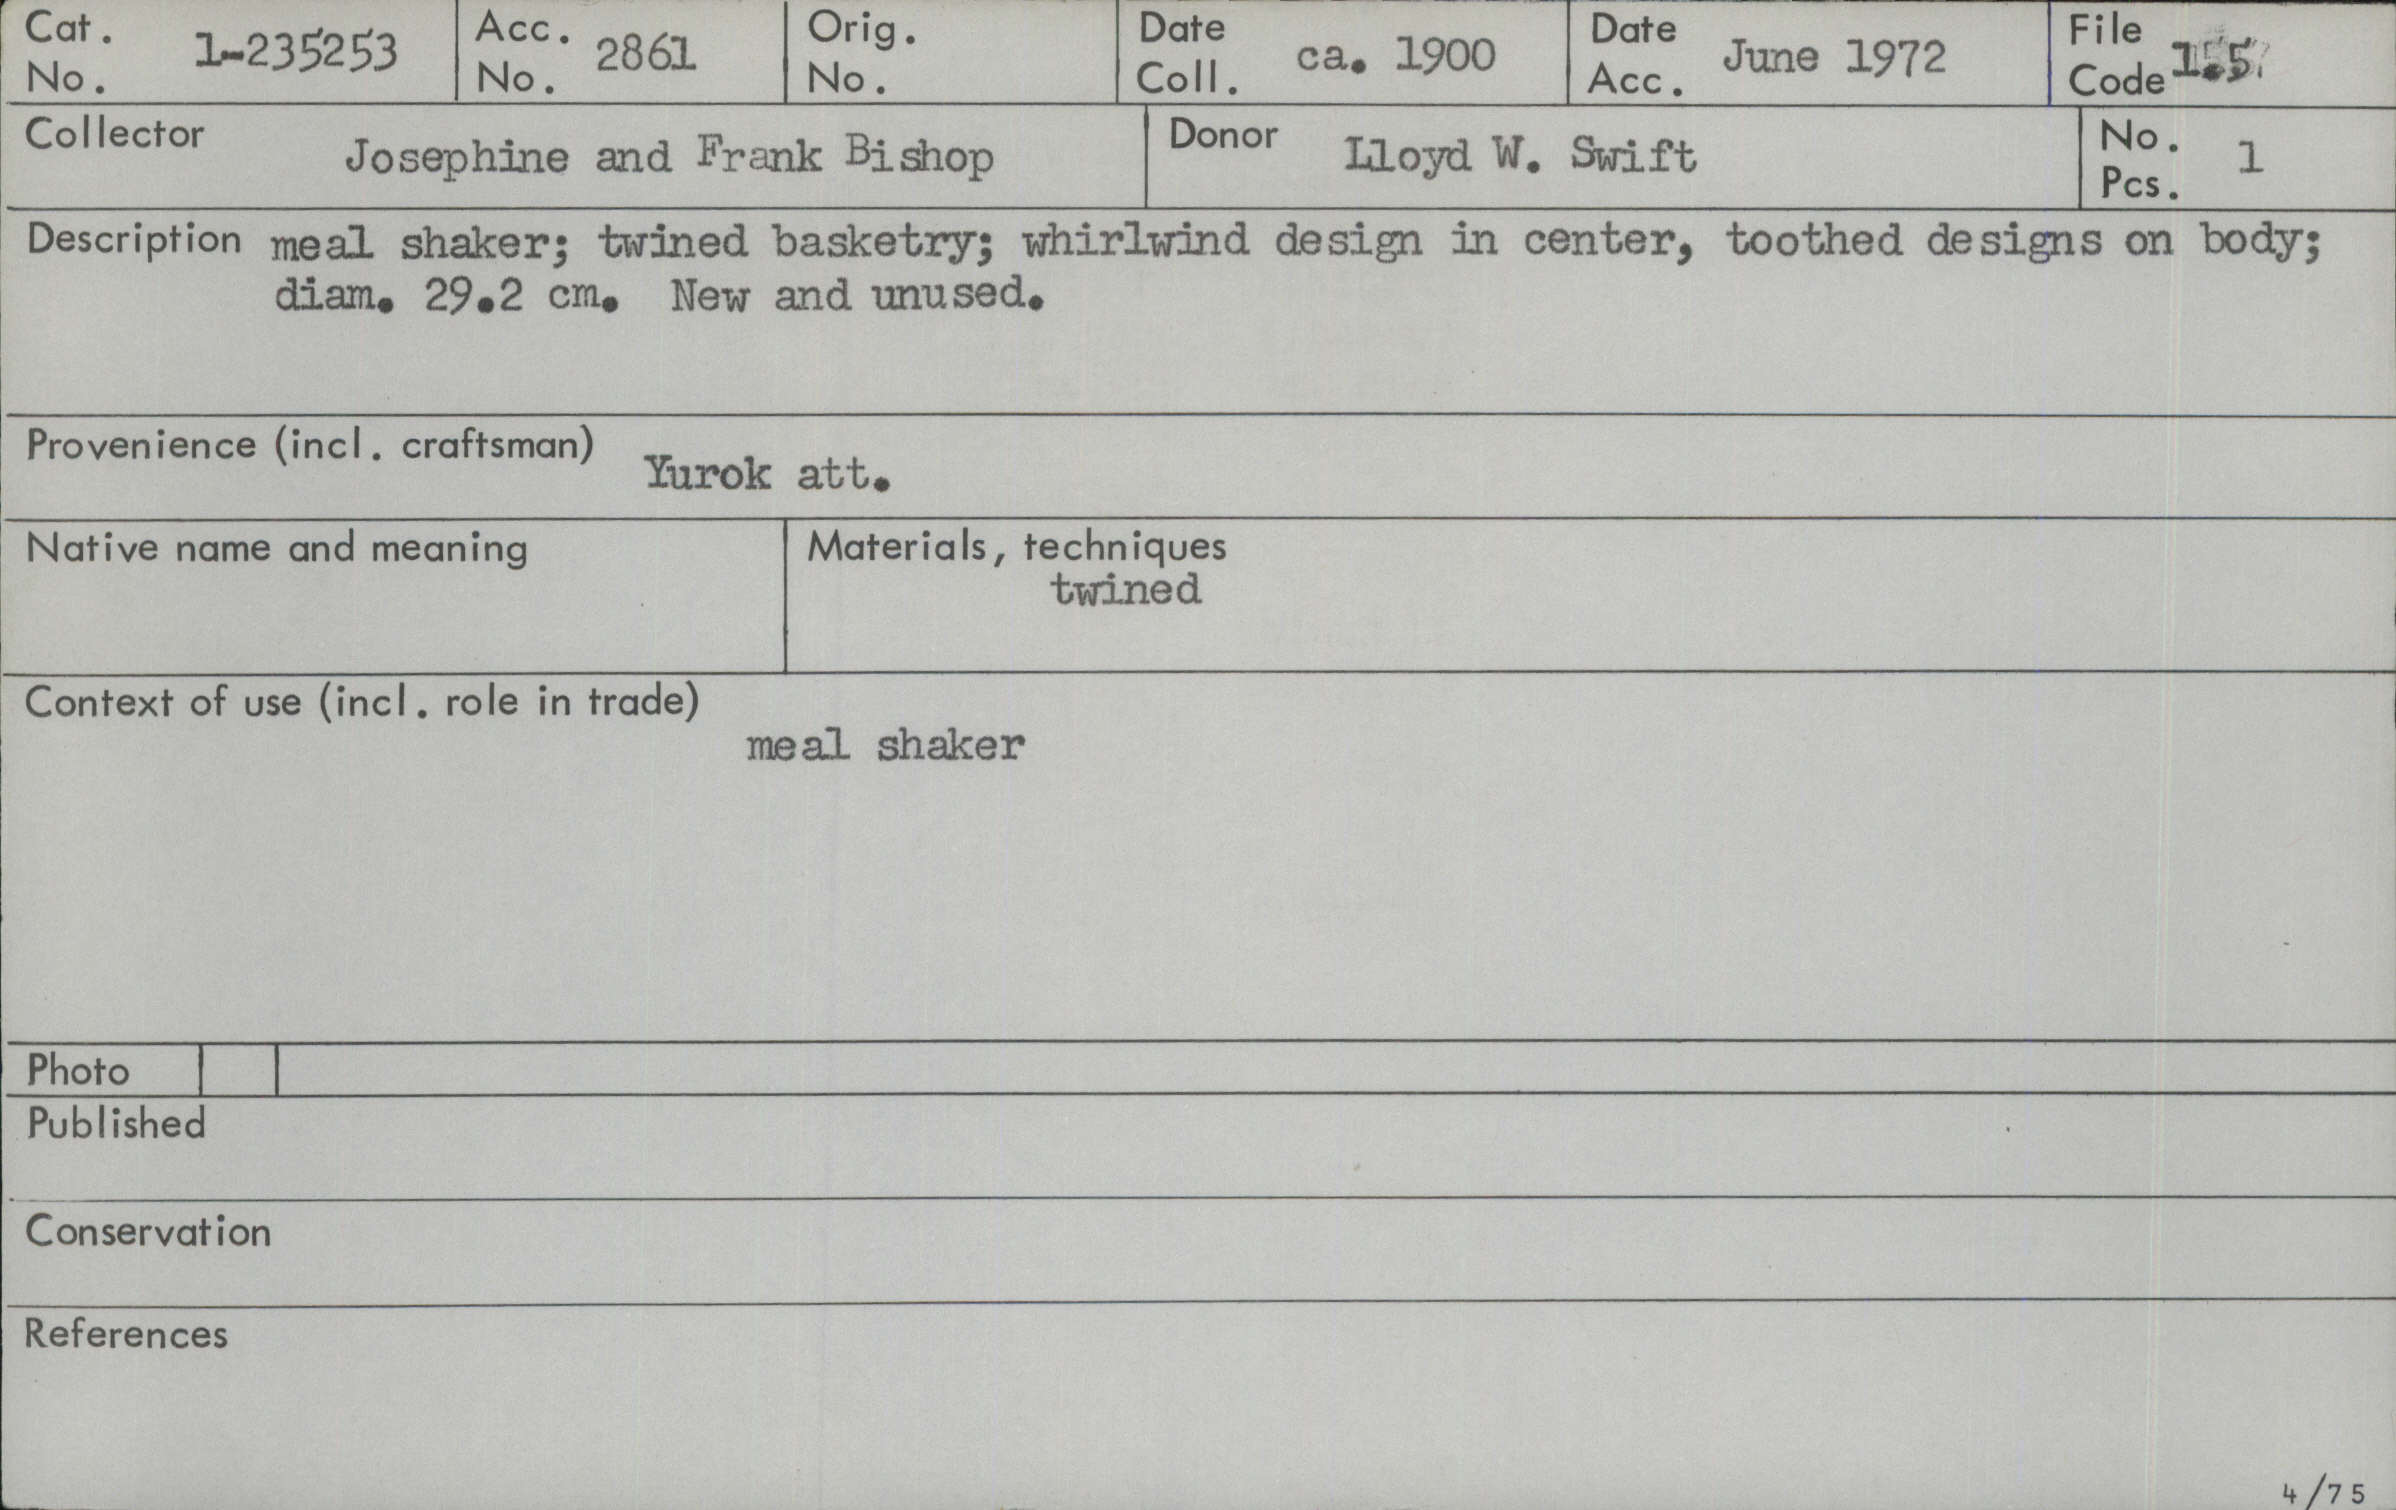 Cat. No. 1-235253 Acc. No. 2861 Orig. No. Date Coll. ca. 1900 Date Acc. June 1972 File Code 1.5
Collector Josephine and Frank Bishop Donor Lloyd W. Swift No. Pcs. 1
Description meal shaker; twined basketry; whirlwind design in center, toothed designs on body;
diam. 29.2 cm. New and unused.
Provenience (incl. craftsman) Yurok att.
Native name and meaning Materials, techniques
twined
Context of use (incl. role in trade)
meal shaker
Photo
Published
Conservation
References
4/75